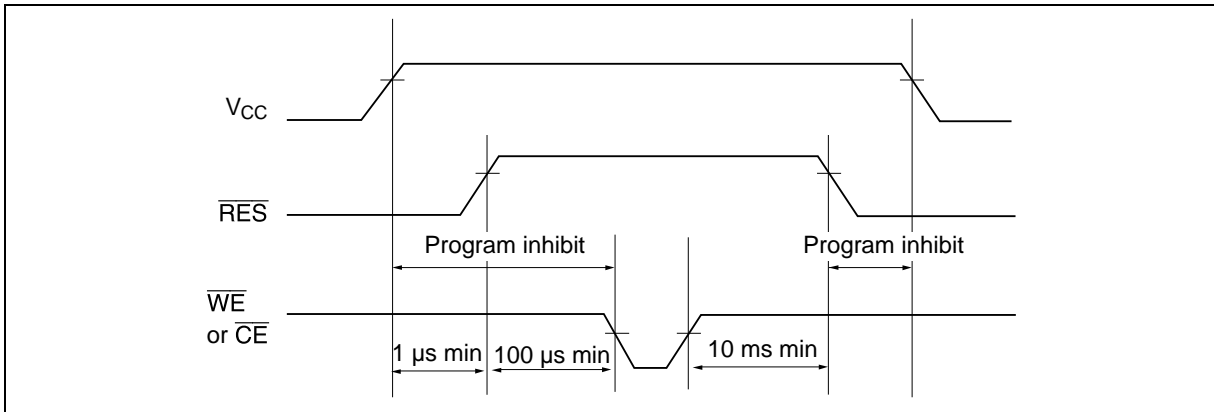 VCC
RES
Program inhibit
Program inhibit
WE
or CE
1 µs min
100 µs min
10 ms min